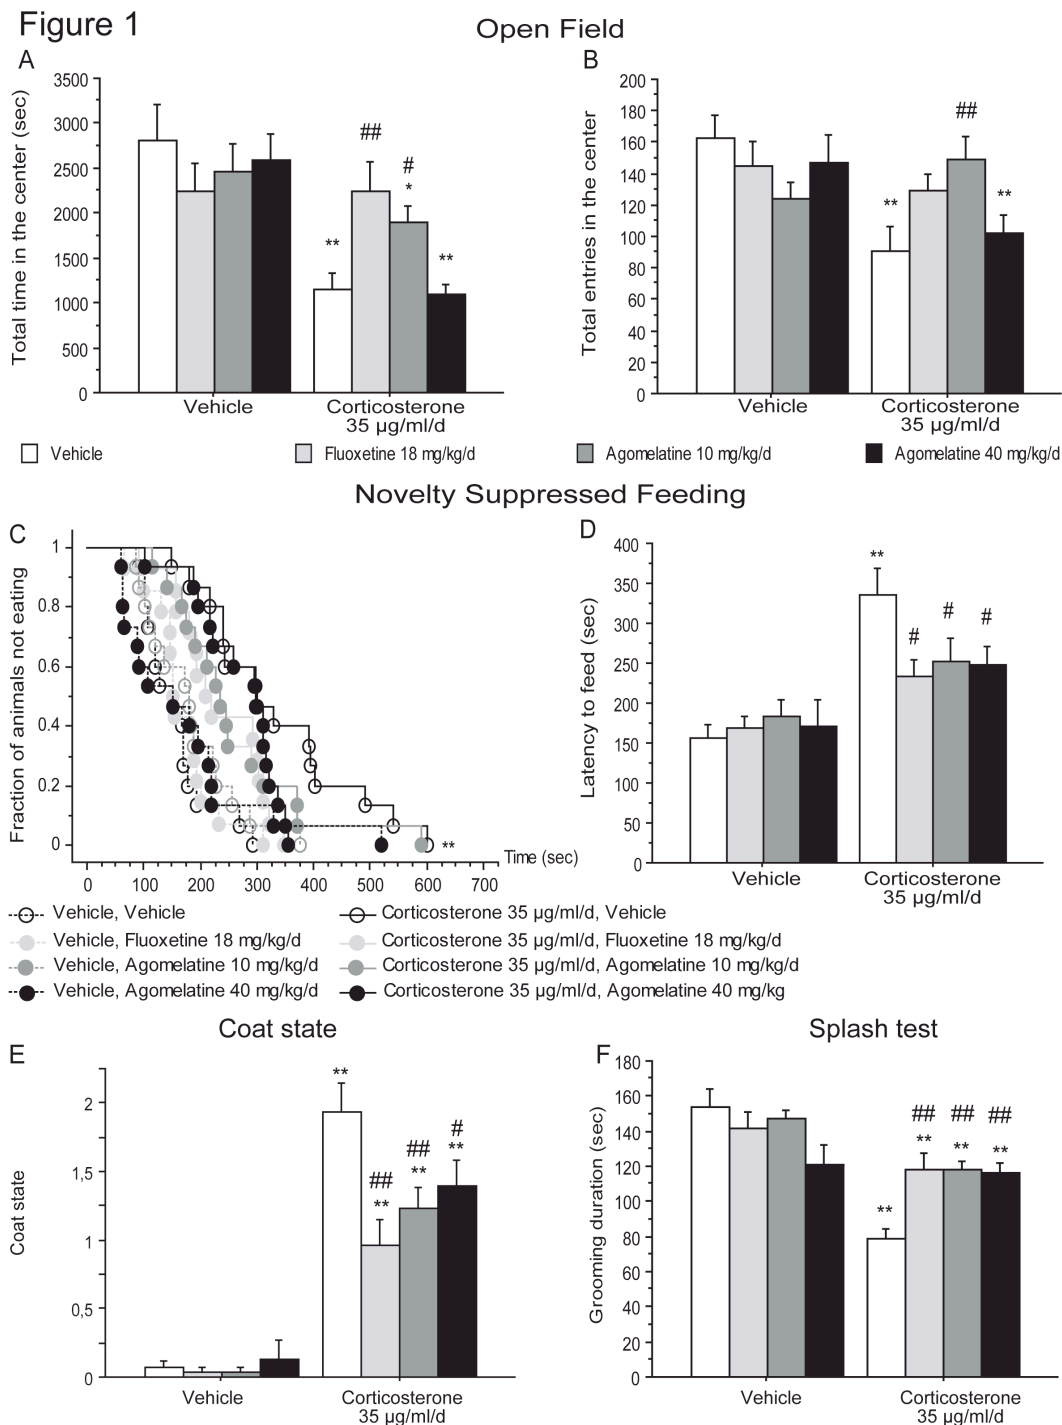 Figure 1
Open Field
A
B
Total time in the center (sec)
3500
3000
2500
2000
1500
1000
500
0
##
#
*
**
**
Vehicle
Corticosterone
35 µg/ml/d
Total entries in the center
200
180
160
140
120
100
80
60
40
20
0
##
**
**
Vehicle
Corticosterone
35 µg/ml/d
Vehicle
Fluoxetine 18 mg/kg/d
Agomelatine 10 mg/kg/d
Agomelatine 40 mg/kg/d
Novelty Suppressed Feeding
C
D
Fraction of animals not eating
1
0.8
0.6
0.4
0.2
0
**
Time (sec)
0 100 200 300 400 500 600 700
Latency to feed (sec)
400
350
300
250
200
150
100
50
0
**
#
#
#
Vehicle
Corticosterone
35 µg/ml/d
Vehicle, Vehicle
Corticosterone 35 µg/ml/d, Vehicle
Vehicle, Fluoxetine 18 mg/kg/d
Corticosterone 35 µg/ml/d, Fluoxetine 18 mg/kg/d
Vehicle, Agomelatine 10 mg/kg/d
Corticosterone 35 µg/ml/d, Agomelatine 10 mg/kg/d
Vehicle, Agomelatine 40 mg/kg/d
Corticosterone 35 µg/ml/d, Agomelatine 40 mg/kg
Coat state
Splash test
E
F
Coat state
2
1,5
1
0,5
0
**
##
**
##
**
#
**
Vehicle
Corticosterone
35 µg/ml/d
Grooming duration (sec)
180
160
140
120
100
80
60
40
20
0
**
##
**
##
**
##
**
Vehicle
Corticosterone
35 µg/ml/d